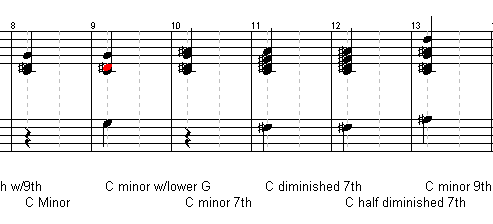 8 9 10 11 12 13
h w/9th C minor w/lower G C diminished 7th C minor 9th
C Minor C minor 7th C half diminished 7th